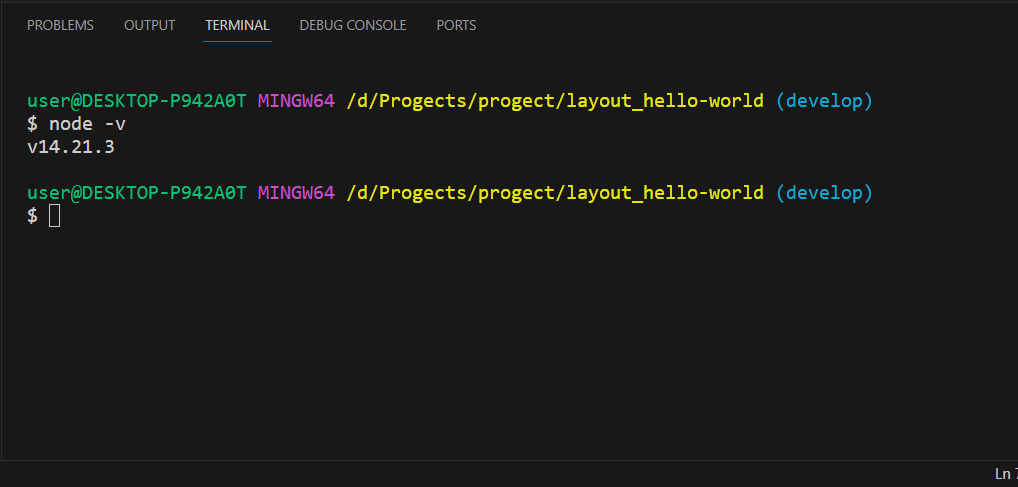 PROBLEMS OUTPUT TERMINAL DEBUG CONSOLE PORTS
user@DESKTOP-P942A0T MINGW64 /d/Progects/progect/layout_hello-world (develop)
$ node -v
v14.21.3
user@DESKTOP-P942A0T MINGW64 /d/Progects/progect/layout_hello-world (develop)
$
Ln